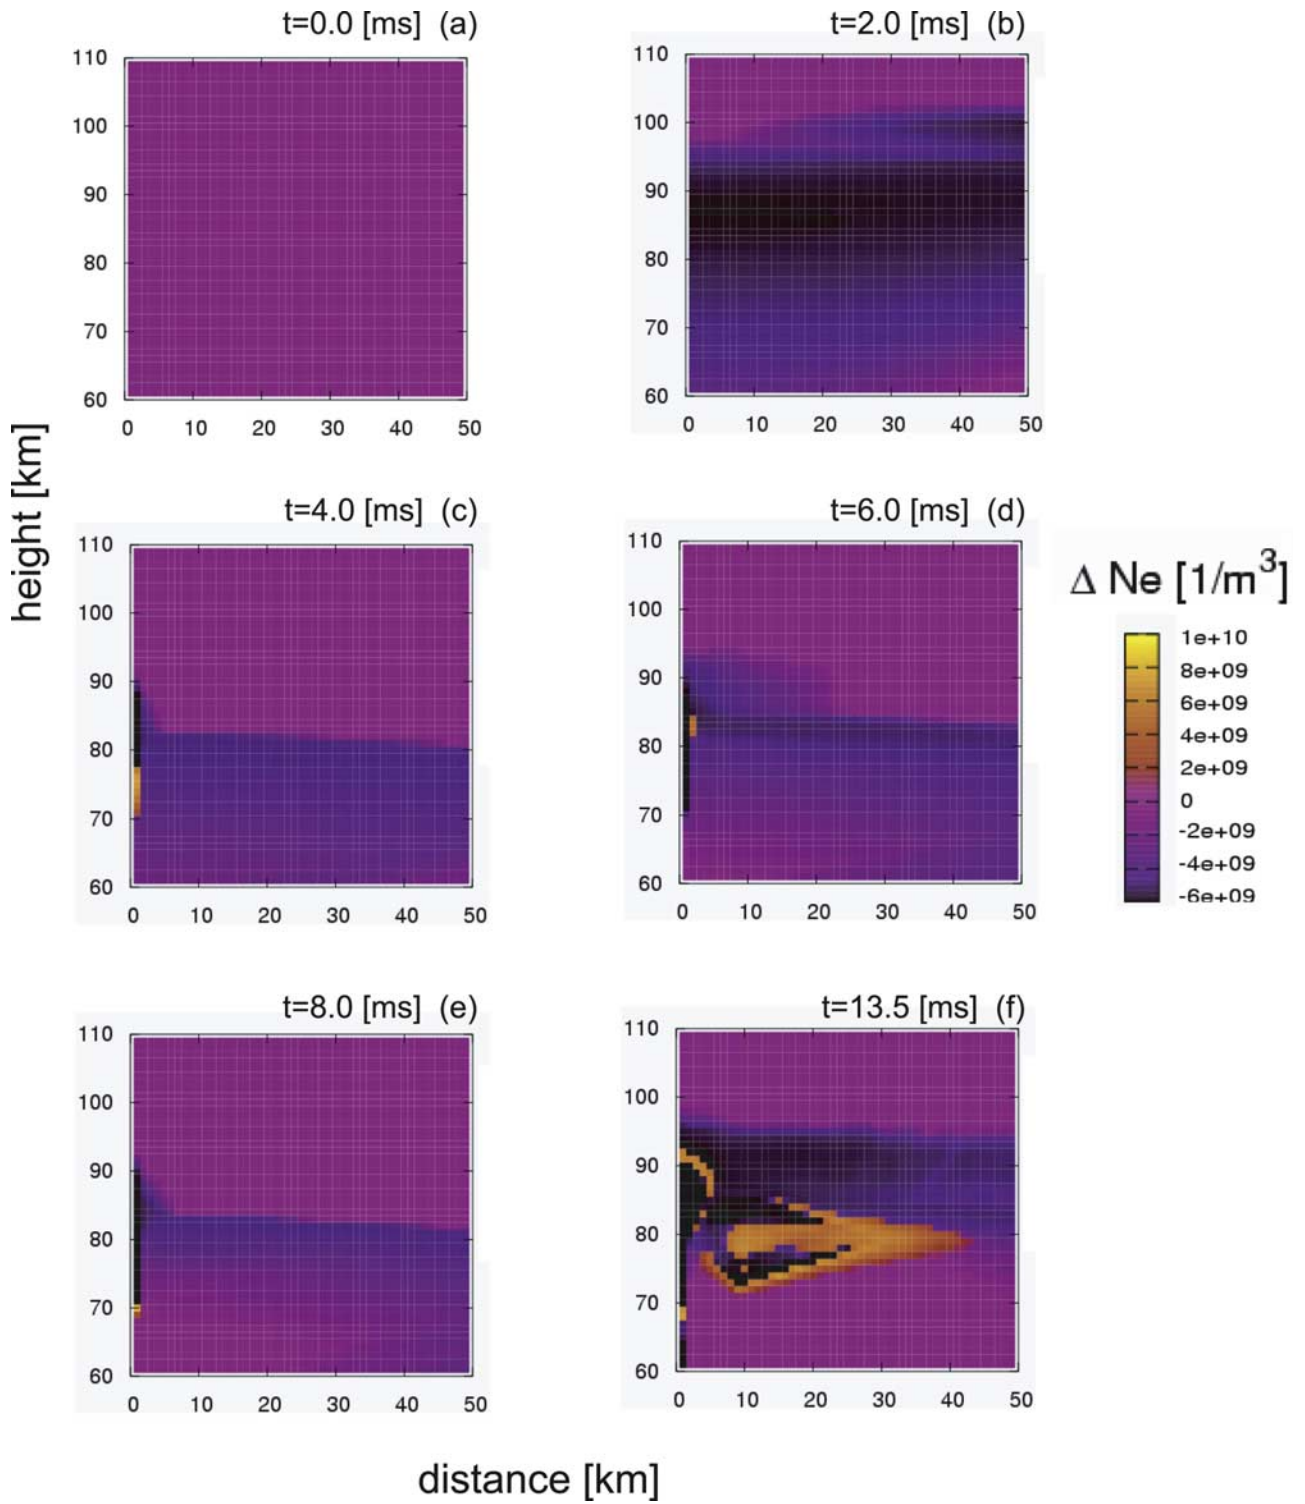 t=0.0 [ms] (a)
110
100
90
80
70
60
0 10 20 30 40 50
t=2.0 [ms] (b)
110
100
90
80
70
60
0 10 20 30 40 50
height [km]
t=4.0 [ms] (c)
110
100
90
80
70
60
0 10 20 30 40 50
t=6.0 [ms] (d)
110
100
90
80
70
60
0 10 20 30 40 50
Δ Ne [1/m³]
1e+10
8e+09
6e+09
4e+09
2e+09
0
-2e+09
-4e+09
-6e+09
t=8.0 [ms] (e)
110
100
90
80
70
60
0 10 20 30 40 50
t=13.5 [ms] (f)
110
100
90
80
70
60
0 10 20 30 40 50
distance [km]